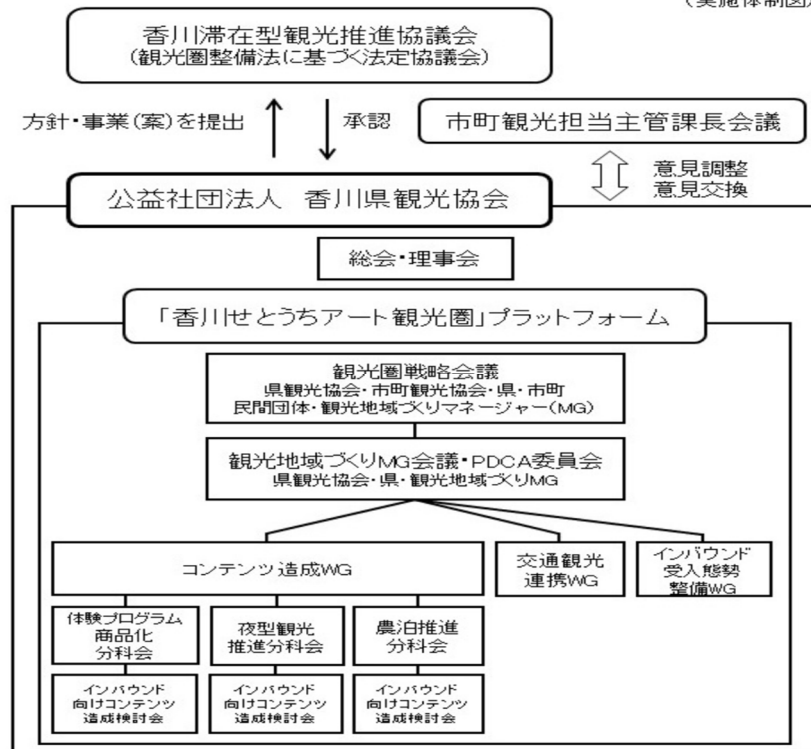 (実施体制図)
香川滞在型観光推進協議会
(観光圏整備法に基づく法定協議会)
方針・事業(案)を提出
承認
市町観光担当主管課長会議
意見調整
意見交換
公益社団法人 香川県観光協会
総会・理事会
「香川せとうちアート観光圏」プラットフォーム
観光圏戦略会議
県観光協会・市町観光協会・県・市町
民間団体・観光地域づくりマネージャー(MG)
観光地域づくりMG会議・PDCA委員会
県観光協会・県・観光地域づくりMG
コンテンツ造成WG
交通観光
連携WG
インバウンド
受入態勢
整備WG
体験プログラム
商品化
分科会
夜型観光
推進分科会
農泊推進
分科会
インバウンド
向けコンテンツ
造成検討会
インバウンド
向けコンテンツ
造成検討会
インバウンド
向けコンテンツ
造成検討会